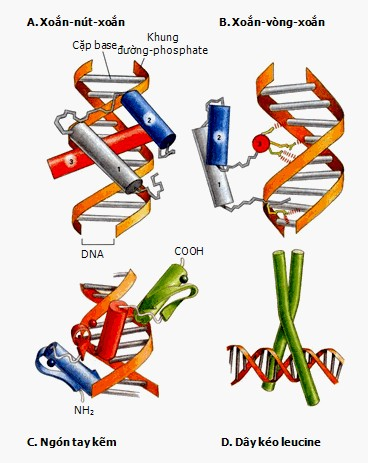 A. Xoắn-nút-xoắn
B. Xoắn-vòng-xoắn
Cặp base
Khung
đường-phosphate
3
2
1
DNA
2
1
3
COOH
NH₂
C. Ngón tay kẽm
D. Dây kéo leucine